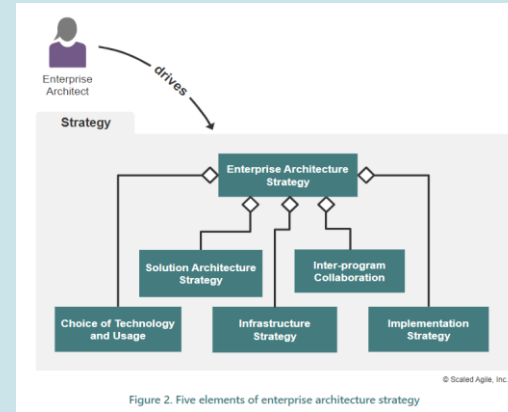 Enterprise
Architect
drives
Strategy
Enterprise Architecture
Strategy
Solution Architecture
Strategy
Inter-program
Collaboration
Choice of Technology
and Usage
Infrastructure
Strategy
Implementation
Strategy
© Scaled Agile, Inc.
Figure 2. Five elements of enterprise architecture strategy